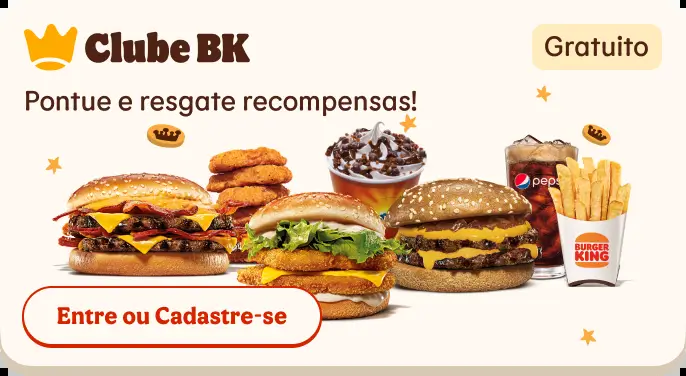 Clube BK
Gratuito
Pontue e resgate recompensas!
pepsi
BURGER
KING
Entre ou Cadastre-se